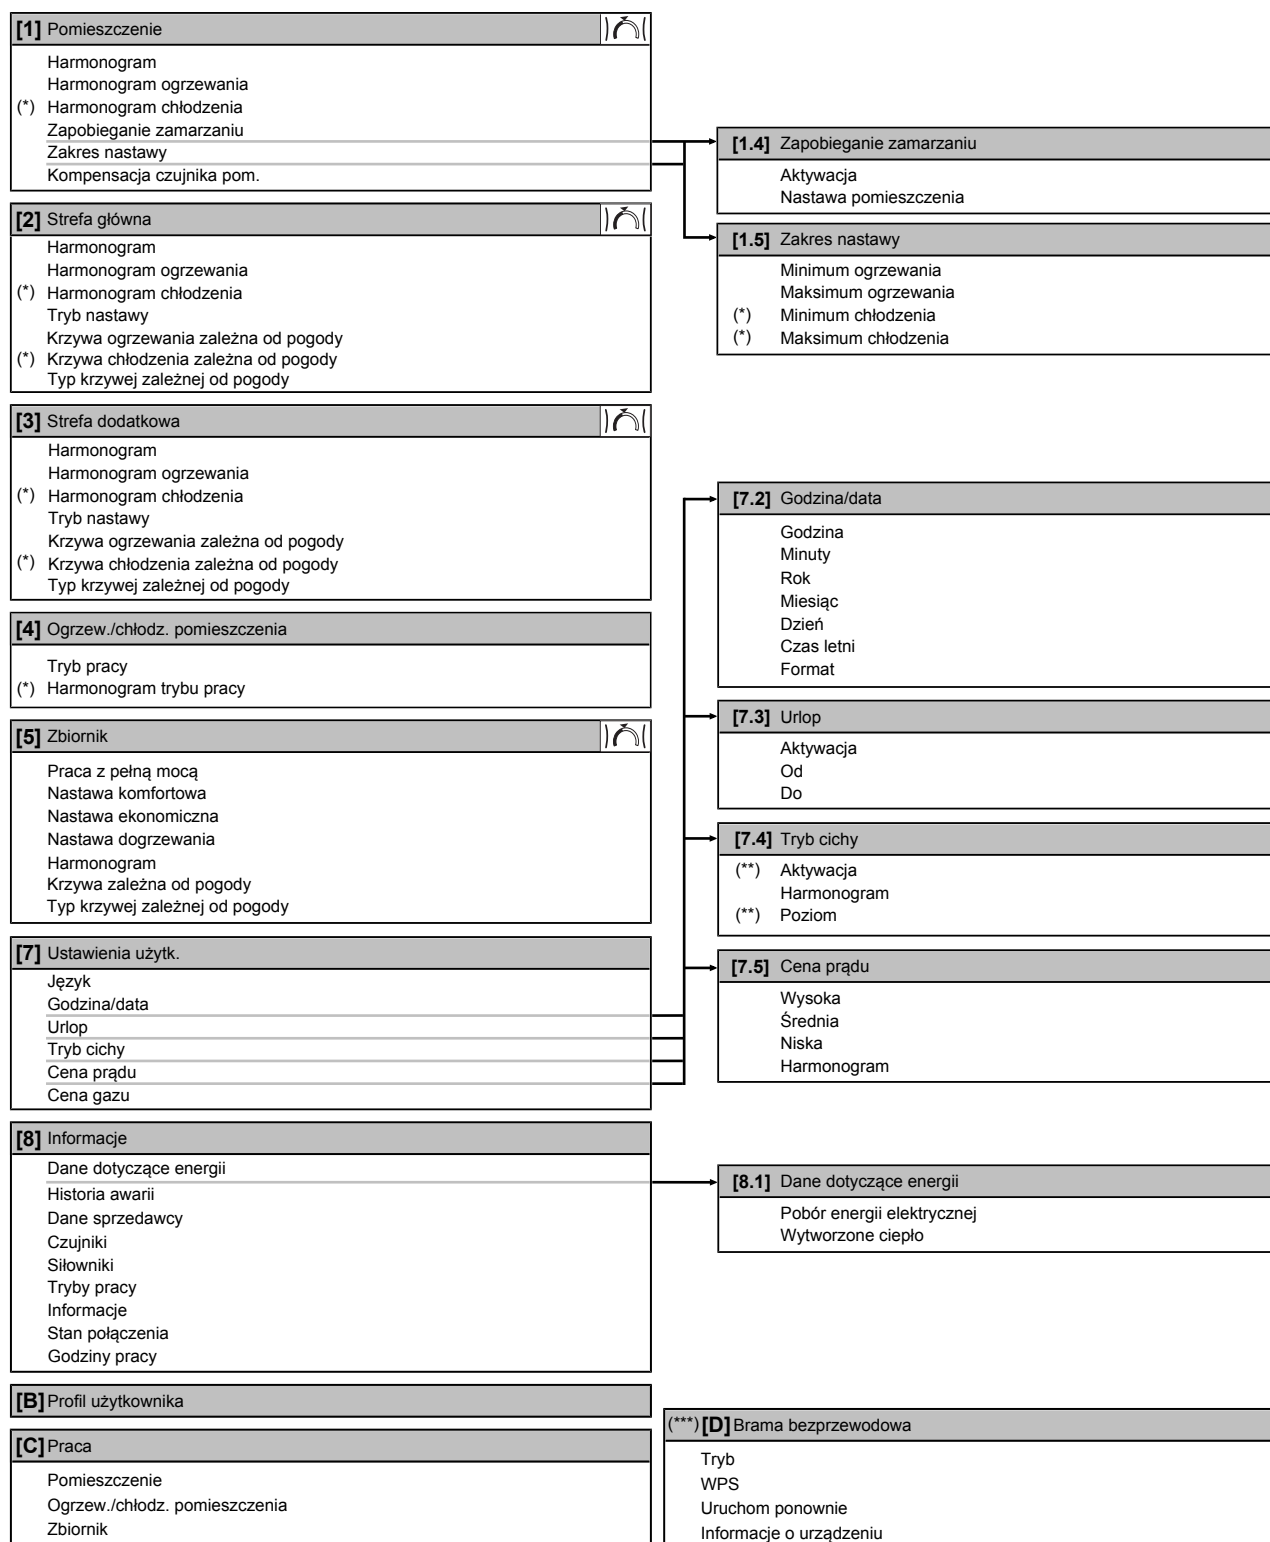 [1] Pomieszczenie
Harmonogram
Harmonogram ogrzewania
(*) Harmonogram chłodzenia
Zapobieganie zamarzaniu
Zakres nastawy
Kompensacja czujnika pom.
[1.4] Zapobieganie zamarzaniu
Aktywacja
Nastawa pomieszczenia
[1.5] Zakres nastawy
Minimum ogrzewania
Maksimum ogrzewania
(*) Minimum chłodzenia
(*) Maksimum chłodzenia
[2] Strefa główna
Harmonogram
Harmonogram ogrzewania
(*) Harmonogram chłodzenia
Tryb nastawy
Krzywa ogrzewania zależna od pogody
(*) Krzywa chłodzenia zależna od pogody
Typ krzywej zależnej od pogody
[3] Strefa dodatkowa
Harmonogram
Harmonogram ogrzewania
(*) Harmonogram chłodzenia
Tryb nastawy
Krzywa ogrzewania zależna od pogody
(*) Krzywa chłodzenia zależna od pogody
Typ krzywej zależnej od pogody
[4] Ogrzew./chłodz. pomieszczenia
Tryb pracy
(*) Harmonogram trybu pracy
[5] Zbiornik
Praca z pełną mocą
Nastawa komfortowa
Nastawa ekonomiczna
Nastawa dogrzewania
Harmonogram
Krzywa zależna od pogody
Typ krzywej zależnej od pogody
[7] Ustawienia użytk.
Język
Godzina/data
Urlop
Tryb cichy
Cena prądu
Cena gazu
[7.2] Godzina/data
Godzina
Minuty
Rok
Miesiąc
Dzień
Czas letni
Format
[7.3] Urlop
Aktywacja
Od
Do
[7.4] Tryb cichy
(**) Aktywacja
Harmonogram
(**) Poziom
[7.5] Cena prądu
Wysoka
Średnia
Niska
Harmonogram
[8] Informacje
Dane dotyczące energii
Historia awarii
Dane sprzedawcy
Czujniki
Siłowniki
Tryby pracy
Informacje
Stan połączenia
Godziny pracy
[8.1] Dane dotyczące energii
Pobór energii elektrycznej
Wytworzone ciepło
[B] Profil użytkownika
[C] Praca
Pomieszczenie
Ogrzew./chłodz. pomieszczenia
Zbiornik
(***) [D] Brama bezprzewodowa
Tryb
WPS
Uruchom ponownie
Informacje o urządzeniu